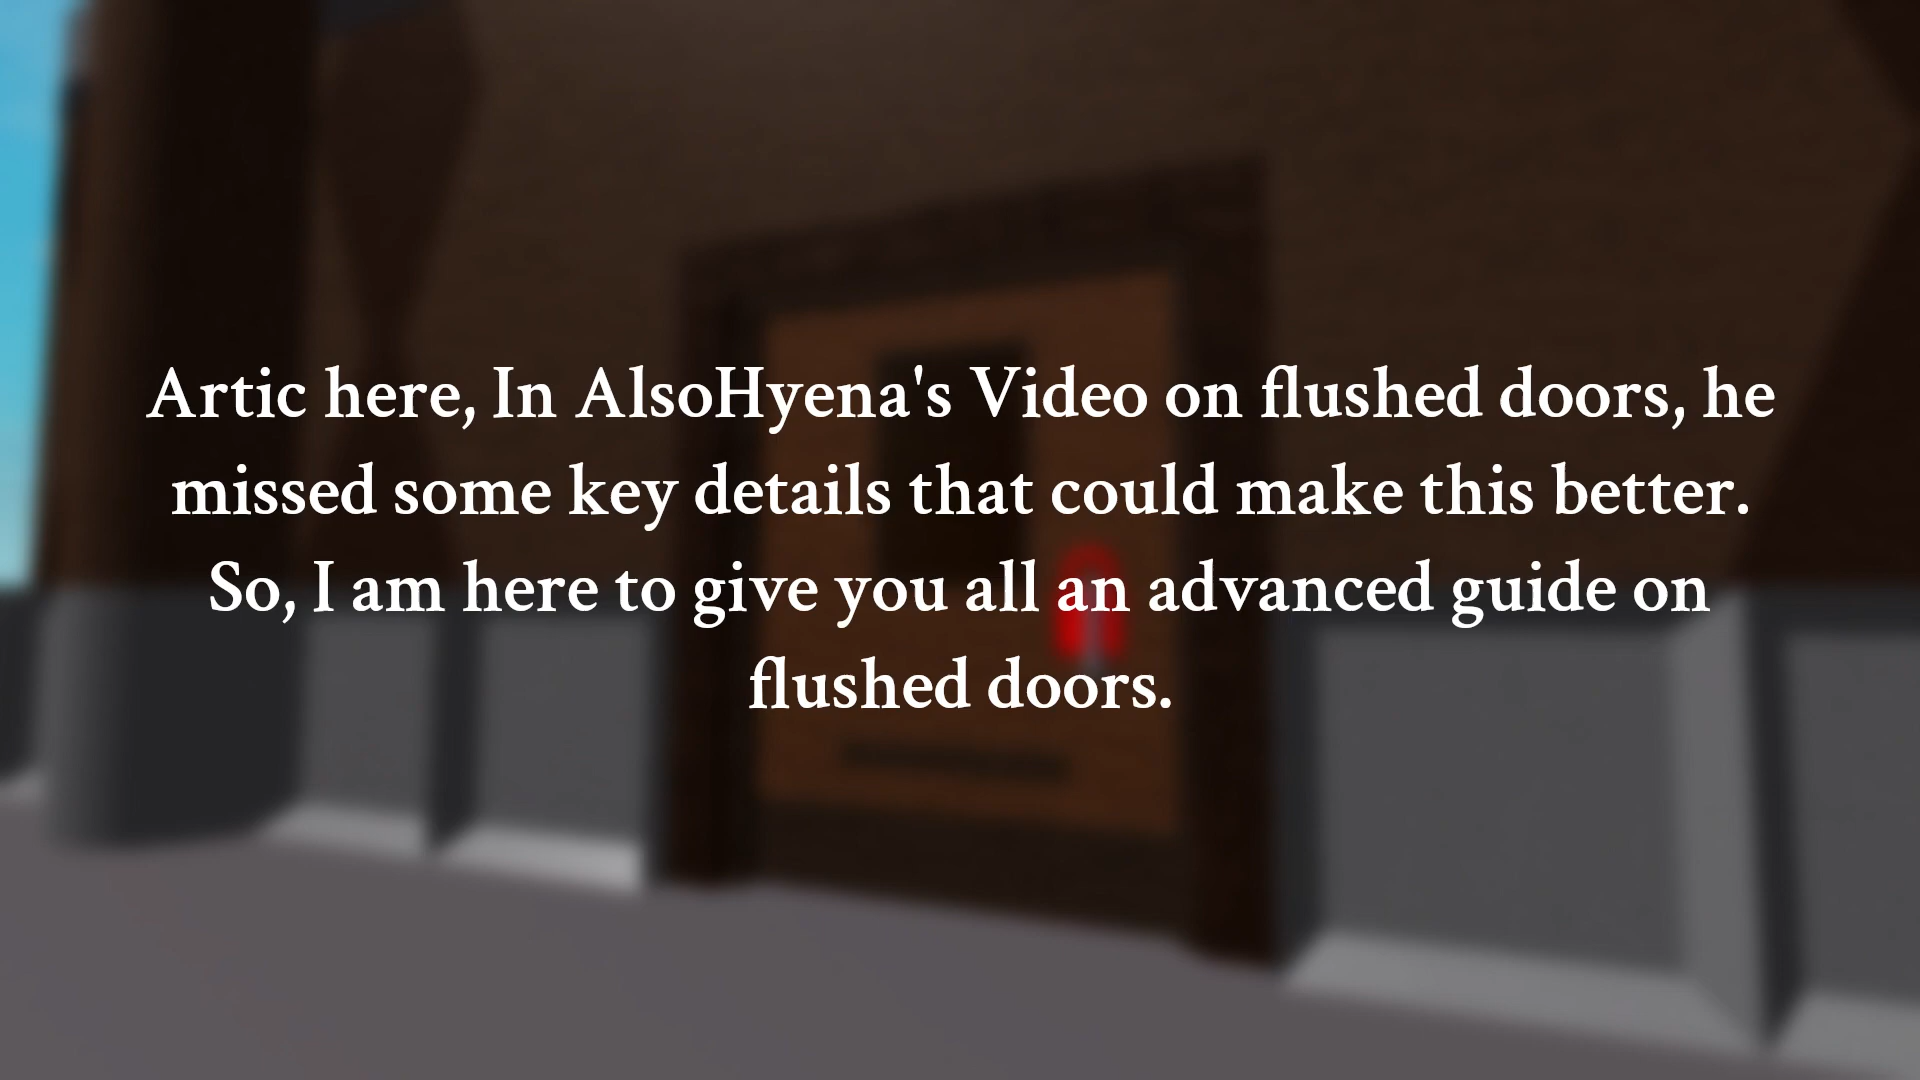 Artic here, In AlsoHyena's Video on flushed doors, he
missed some key details that could make this better.
So, I am here to give you all an advanced guide on
flushed doors.